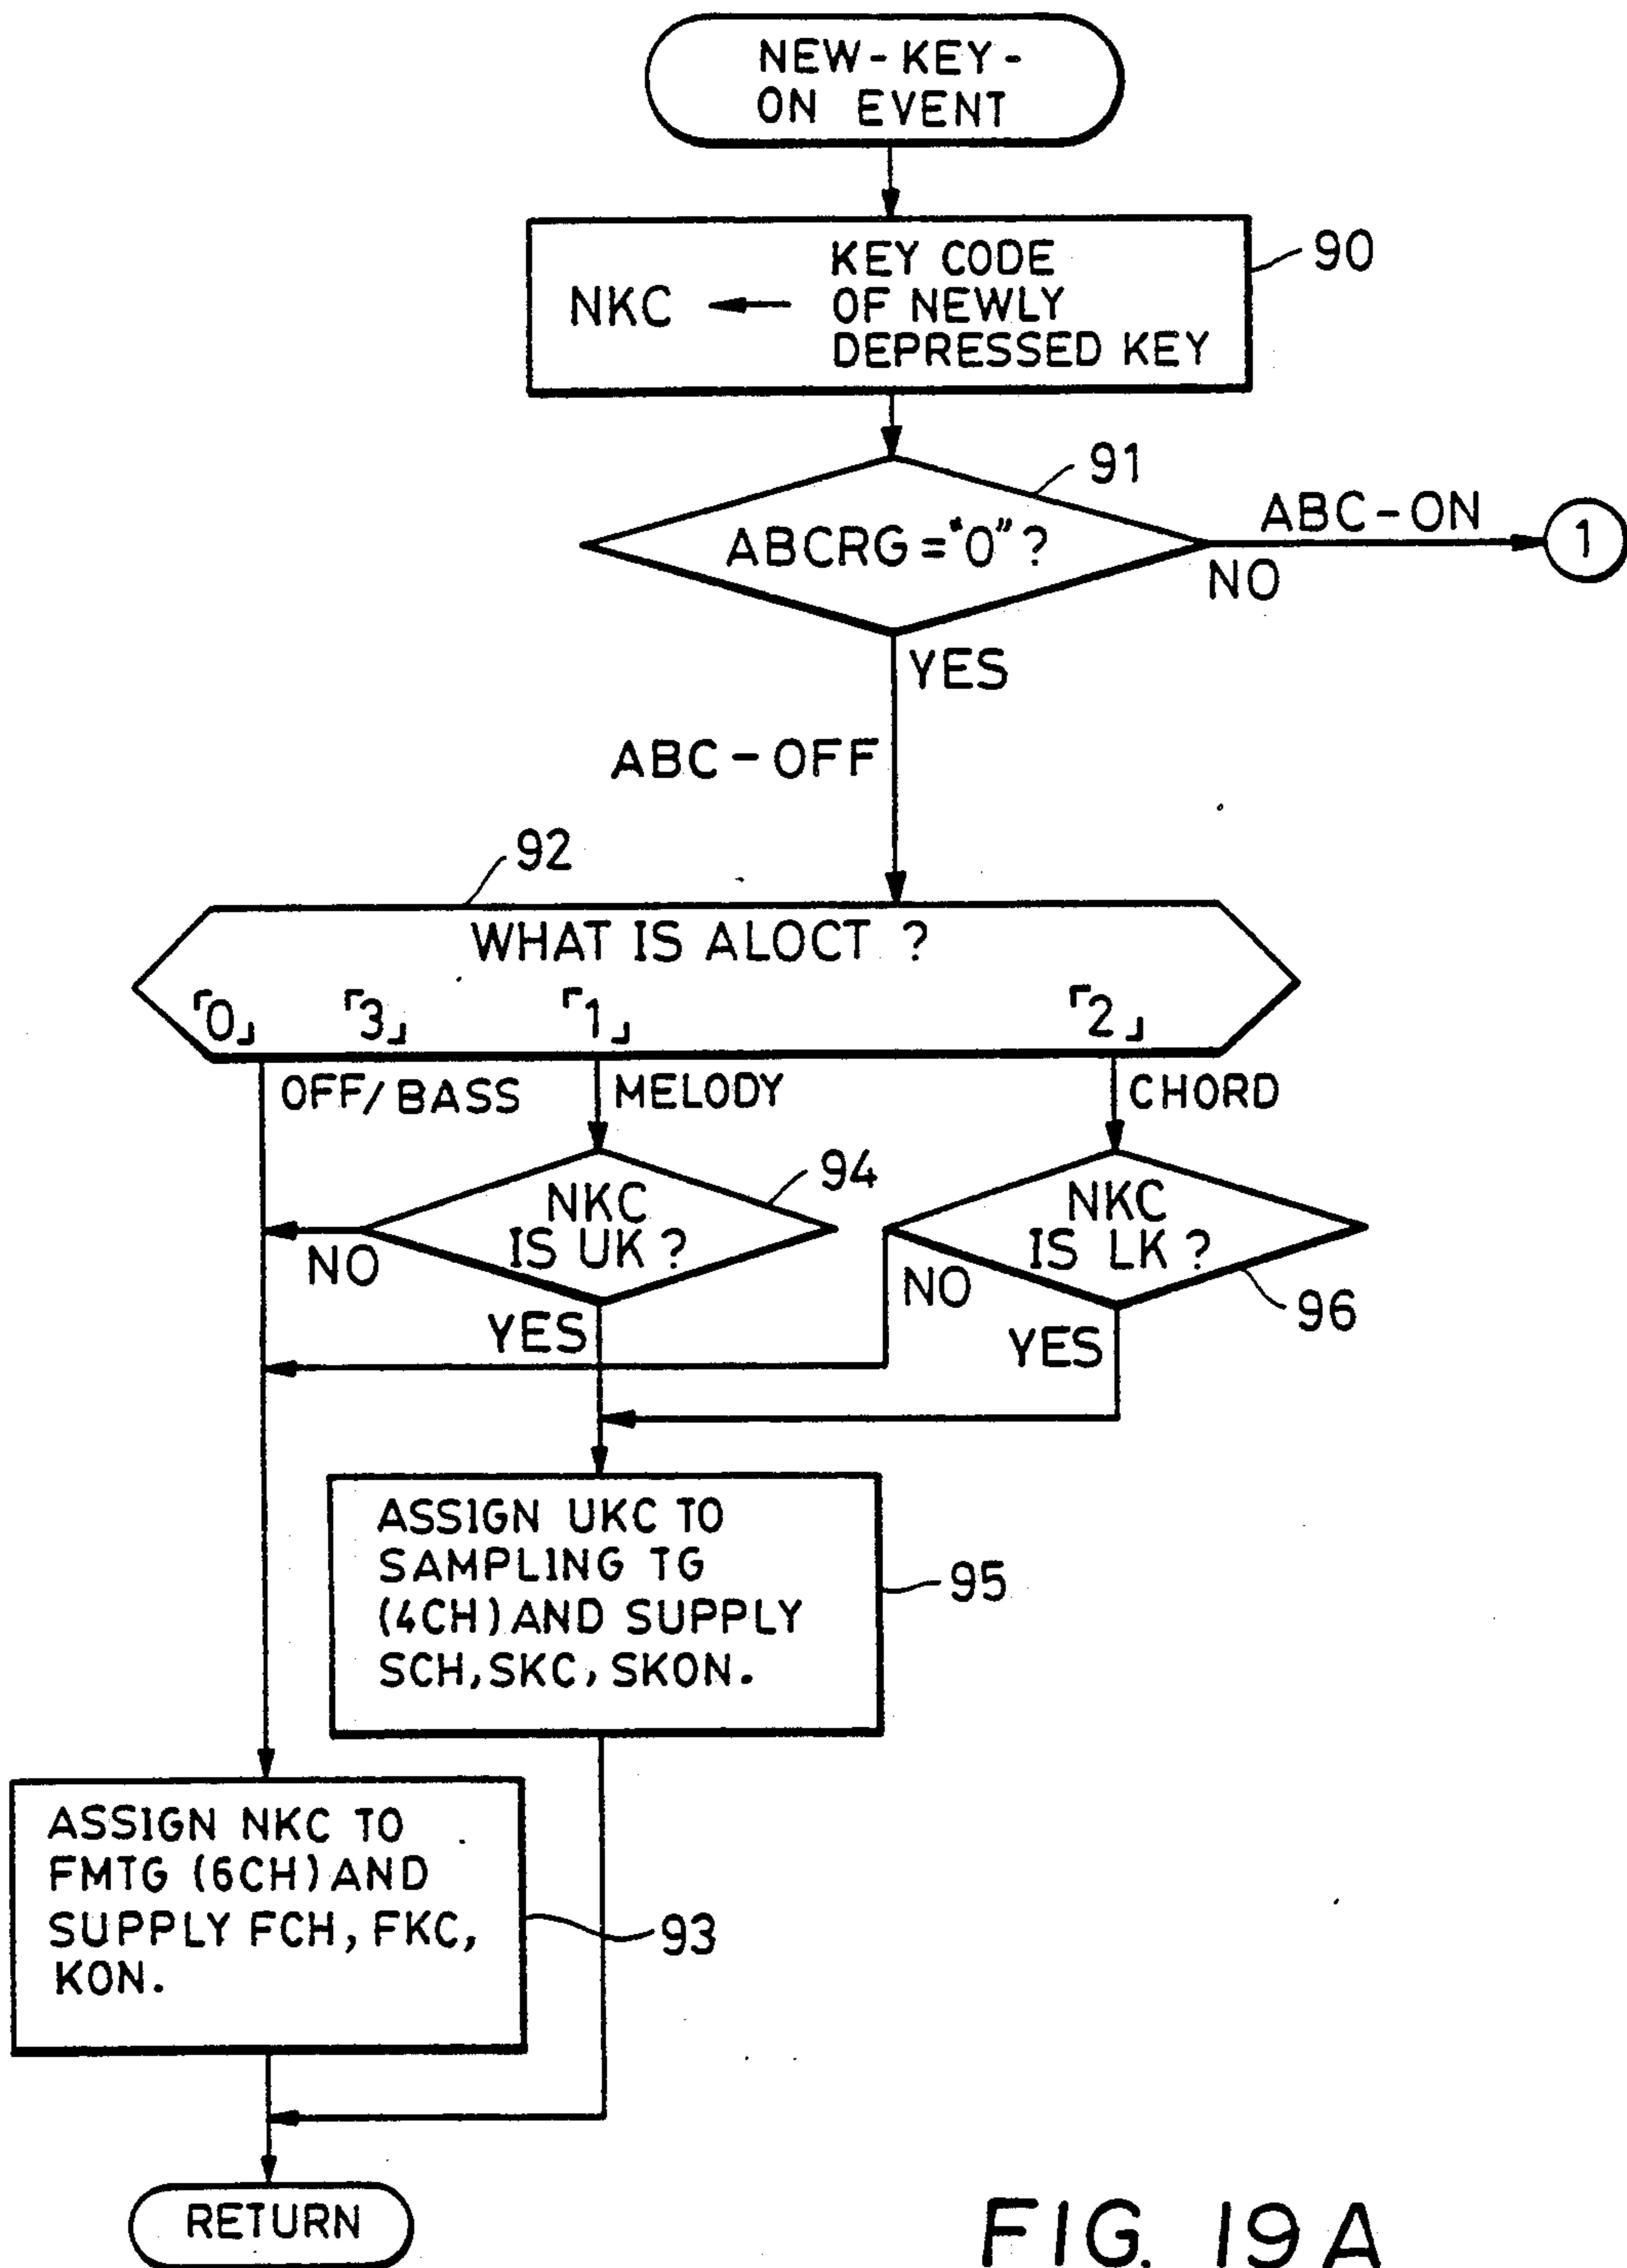 NEW-KEY-
ON EVENT
90
KEY CODE
NKC ← OF NEWLY
DEPRESSED KEY
91
ABCRG = "0" ?
ABC-ON
NO
1
YES
ABC-OFF
92
WHAT IS ALOCT ?
「0」 「3」 「1」 「2」
OFF/BASS MELODY CHORD
94
NKC
IS UK ?
NO
YES
NKC
IS LK ?
NO
YES
96
ASSIGN UKC TO
SAMPLING TG
(4CH) AND SUPPLY
SCH, SKC, SKON.
95
ASSIGN NKC TO
FMTG (6CH) AND
SUPPLY FCH, FKC,
KON.
93
RETURN
FIG. 19A